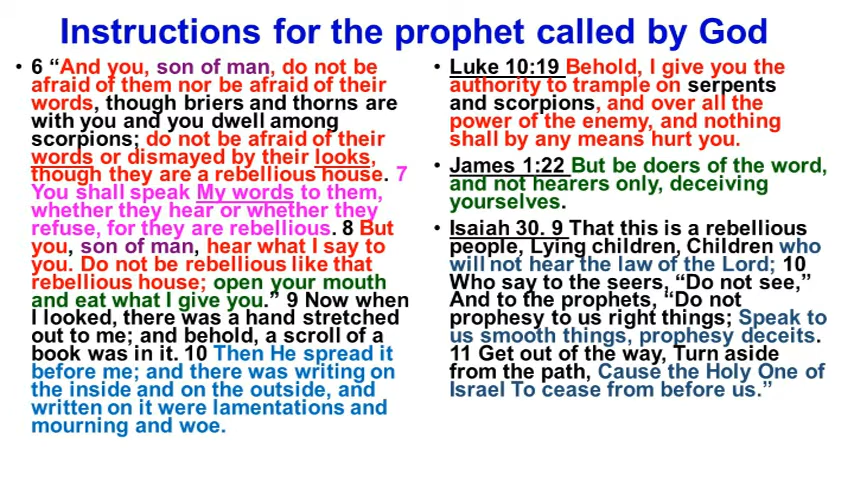 Instructions for the prophet called by God
• 6 “And you, son of man, do not be
afraid of them nor be afraid of their
words, though briers and thorns are
with you and you dwell among
scorpions; do not be afraid of their
words or dismayed by their looks,
though they are a rebellious house. 7
You shall speak My words to them,
whether they hear or whether they
refuse, for they are rebellious. 8 But
you, son of man, hear what I say to
you. Do not be rebellious like that
rebellious house; open your mouth
and eat what I give you.” 9 Now when
I looked, there was a hand stretched
out to me; and behold, a scroll of a
book was in it. 10 Then He spread it
before me; and there was writing on
the inside and on the outside, and
written on it were lamentations and
mourning and woe.
• Luke 10:19 Behold, I give you the
authority to trample on serpents
and scorpions, and over all the
power of the enemy, and nothing
shall by any means hurt you.
• James 1:22 But be doers of the word,
and not hearers only, deceiving
yourselves.
• Isaiah 30. 9 That this is a rebellious
people, Lying children, Children who
will not hear the law of the Lord; 10
Who say to the seers, “Do not see,”
And to the prophets, “Do not
prophesy to us right things; Speak to
us smooth things, prophesy deceits.
11 Get out of the way, Turn aside
from the path, Cause the Holy One of
Israel To cease from before us.”